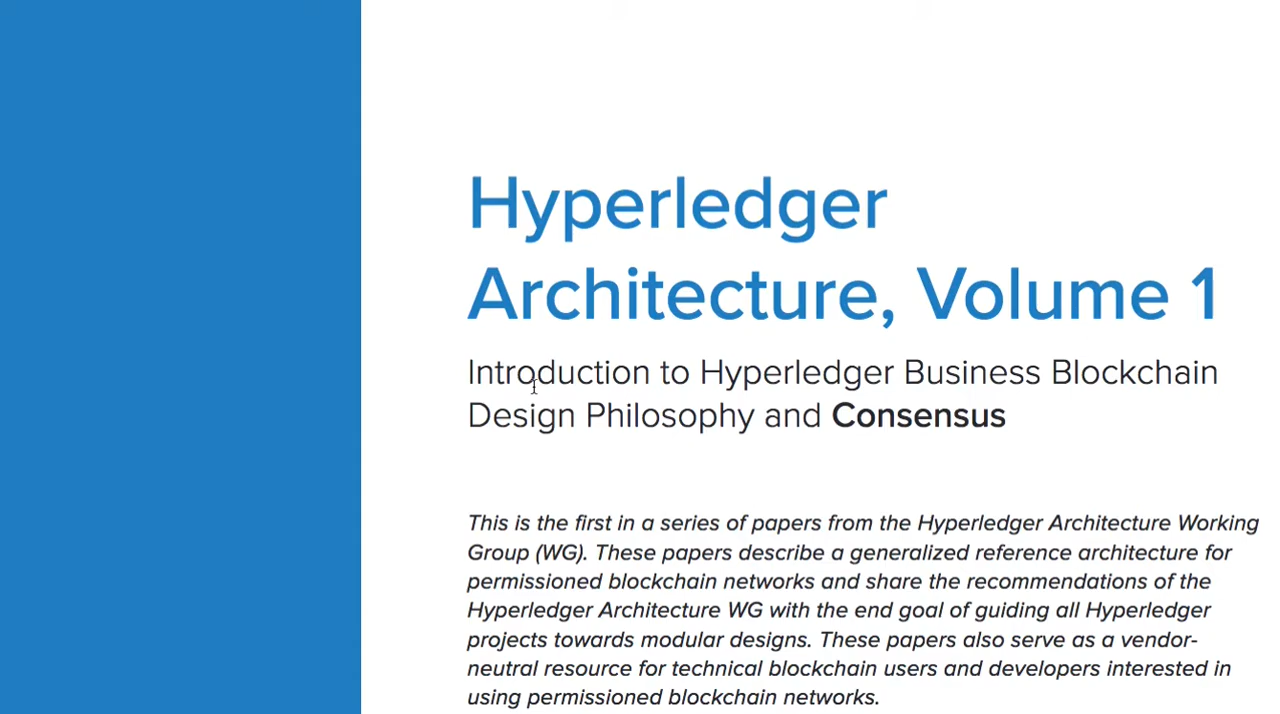 Hyperledger
Architecture, Volume 1
Introduction to Hyperledger Business Blockchain
Design Philosophy and Consensus
This is the first in a series of papers from the Hyperledger Architecture Working
Group (WG). These papers describe a generalized reference architecture for
permissioned blockchain networks and share the recommendations of the
Hyperledger Architecture WG with the end goal of guiding all Hyperledger
projects towards modular designs. These papers also serve as a vendor-
neutral resource for technical blockchain users and developers interested in
using permissioned blockchain networks.